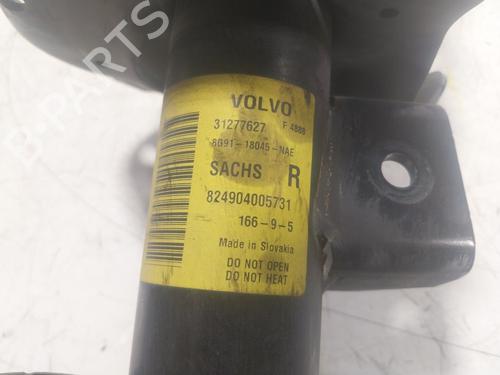 PARTS
VOLVO
31277627 F 4888
8G91-18045-NAE
SACHS R
824904005731
166-9-5
Made in Slovakia
DO NOT OPEN
DO NOT HEAT